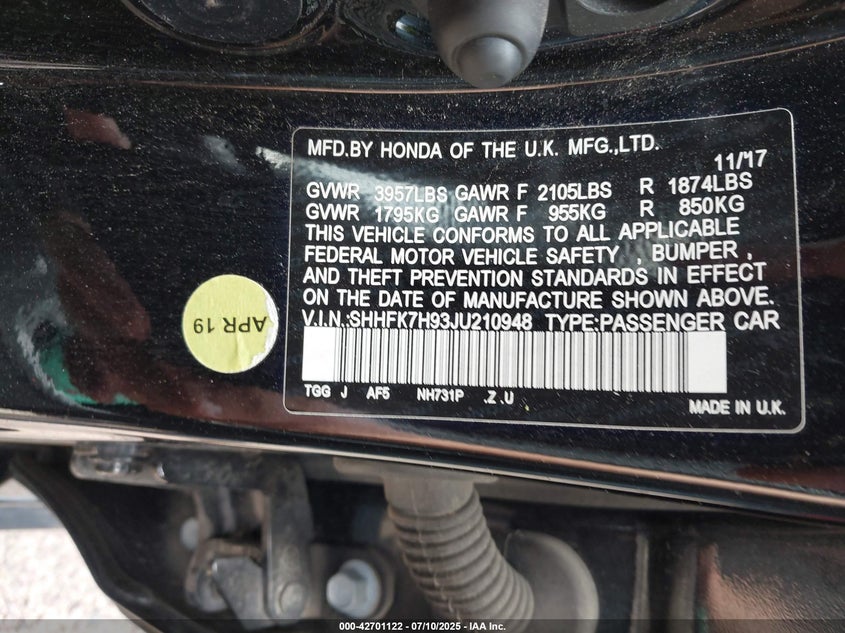 MFD.BY HONDA OF THE U.K. MFG.,LTD.
11/17
GVWR 3957LBS GAWR F 2105LBS R 1874LBS
GVWR 1795KG GAWR F 955KG R 850KG
THIS VEHICLE CONFORMS TO ALL APPLICABLE
FEDERAL MOTOR VEHICLE SAFETY , BUMPER ,
AND THEFT PREVENTION STANDARDS IN EFFECT
ON THE DATE OF MANUFACTURE SHOWN ABOVE.
V.I.N.:SHHFK7H93JU210948 TYPE:PASSENGER CAR
TGG J AF5 NH731P .Z .U
MADE IN U.K.
APR 19
000-42701122 - 07/10/2025 - IAA Inc.